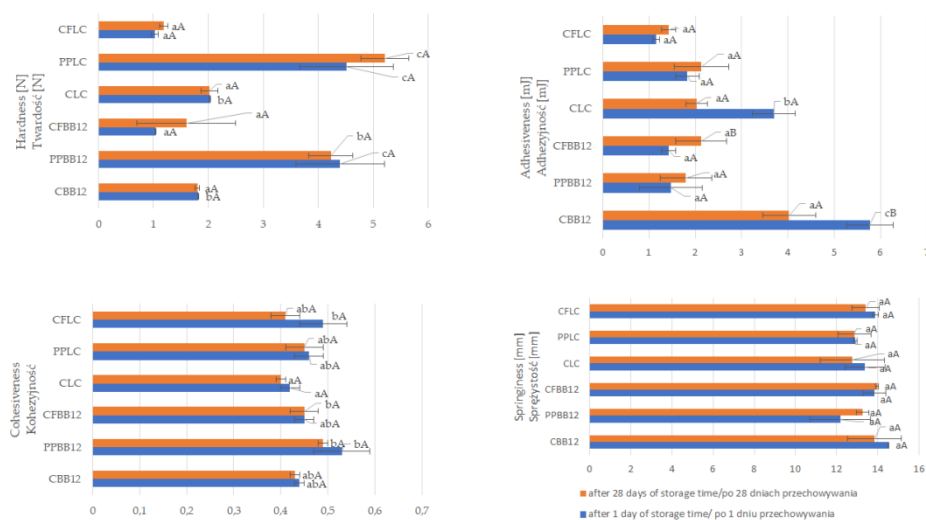 Hardness [N]
Twardość [N]
CFLC
aA
aA
PPLC
cA
cA
CLC
aA
bA
CFBB12
aA
aA
PPBB12
bA
cA
CBB12
aA
bA
0 1 2 3 4 5 6
Adhesiveness [mJ]
Adhezyjność [mJ]
CFLC
aA
aA
PPLC
aA
aA
CLC
aA
bA
CFBB12
aB
aA
PPBB12
aA
aA
CBB12
aA
cB
0 1 2 3 4 5 6 7
Cohesiveness
Kohezyjność
CFLC
abA
bA
PPLC
abA
abA
CLC
aA
aA
CFBB12
bA
abA
PPBB12
bA
bA
CBB12
abA
abA
0 0,1 0,2 0,3 0,4 0,5 0,6 0,7
Springiness [mm]
Sprężystość [mm]
CFLC
aA
aA
PPLC
aA
aA
CLC
aA
aA
CFBB12
aA
aA
PPBB12
aA
aA
CBB12
aA
aA
0 2 4 6 8 10 12 14 16
after 28 days of storage time/po 28 dniach przechowywania
after 1 day of storage time/ po 1 dniu przechowywania